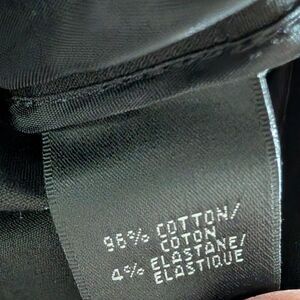 96% COTTON/
COTON
4% ELASTANE/
ELASTIQUE